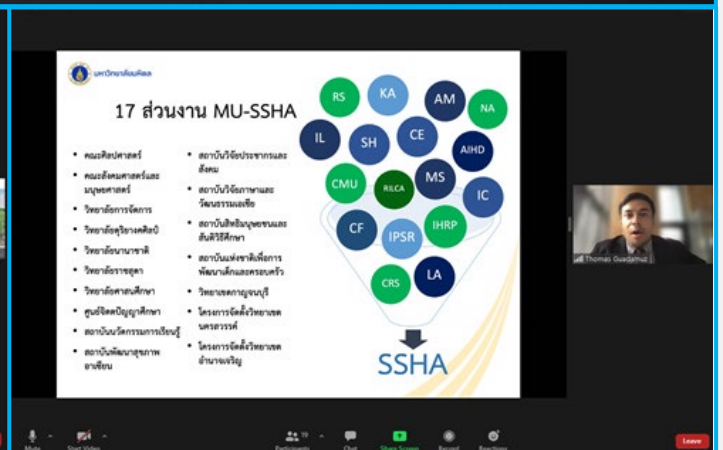 มหาวิทยาลัยมหิดล
17 ส่วนงาน MU-SSHA
• คณะศิลปศาสตร์
• คณะสังคมศาสตร์และ
มนุษยศาสตร์
• วิทยาลัยการจัดการ
• วิทยาลัยดุริยางคศิลป์
• วิทยาลัยนานาชาติ
• วิทยาลัยราชสุดา
• วิทยาลัยศาสนศึกษา
• ศูนย์จิตตปัญญาศึกษา
• สถาบันนวัตกรรมการเรียนรู้
• สถาบันพัฒนาสุขภาพ
อาเซียน
• สถาบันวิจัยประชากรและ
สังคม
• สถาบันวิจัยภาษาและ
วัฒนธรรมเอเชีย
• สถาบันสิทธิมนุษยชนและ
สันติวิธีศึกษา
• สถาบันแห่งชาติเพื่อการ
พัฒนาเด็กและครอบครัว
• วิทยาเขตกาญจนบุรี
• โครงการจัดตั้งวิทยาเขต
นครสวรรค์
• โครงการจัดตั้งวิทยาเขต
อำนาจเจริญ
RS KA AM NA
IL SH CE AIHD
CMU RILCA MS IC
CF IPSR IHRP
CRS LA
SSHA
Thomas Guadamuz
Mute Start Video Participants 19 Chat Share Screen Record Reactions Leave